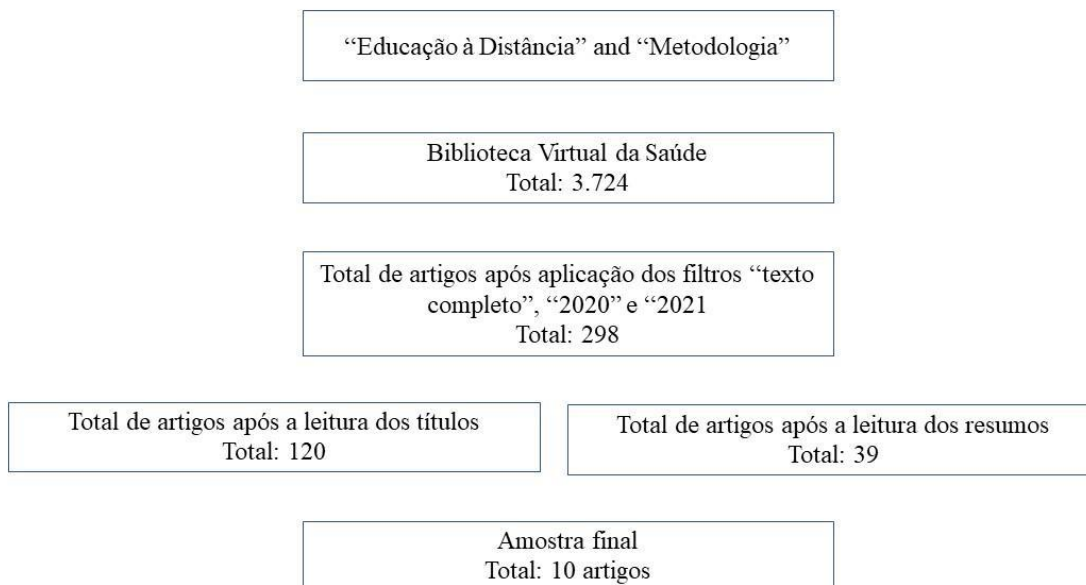 “Educação à Distância” and “Metodologia”
Biblioteca Virtual da Saúde
Total: 3.724
Total de artigos após aplicação dos filtros “texto
completo”, “2020” e “2021
Total: 298
Total de artigos após a leitura dos títulos
Total: 120
Total de artigos após a leitura dos resumos
Total: 39
Amostra final
Total: 10 artigos